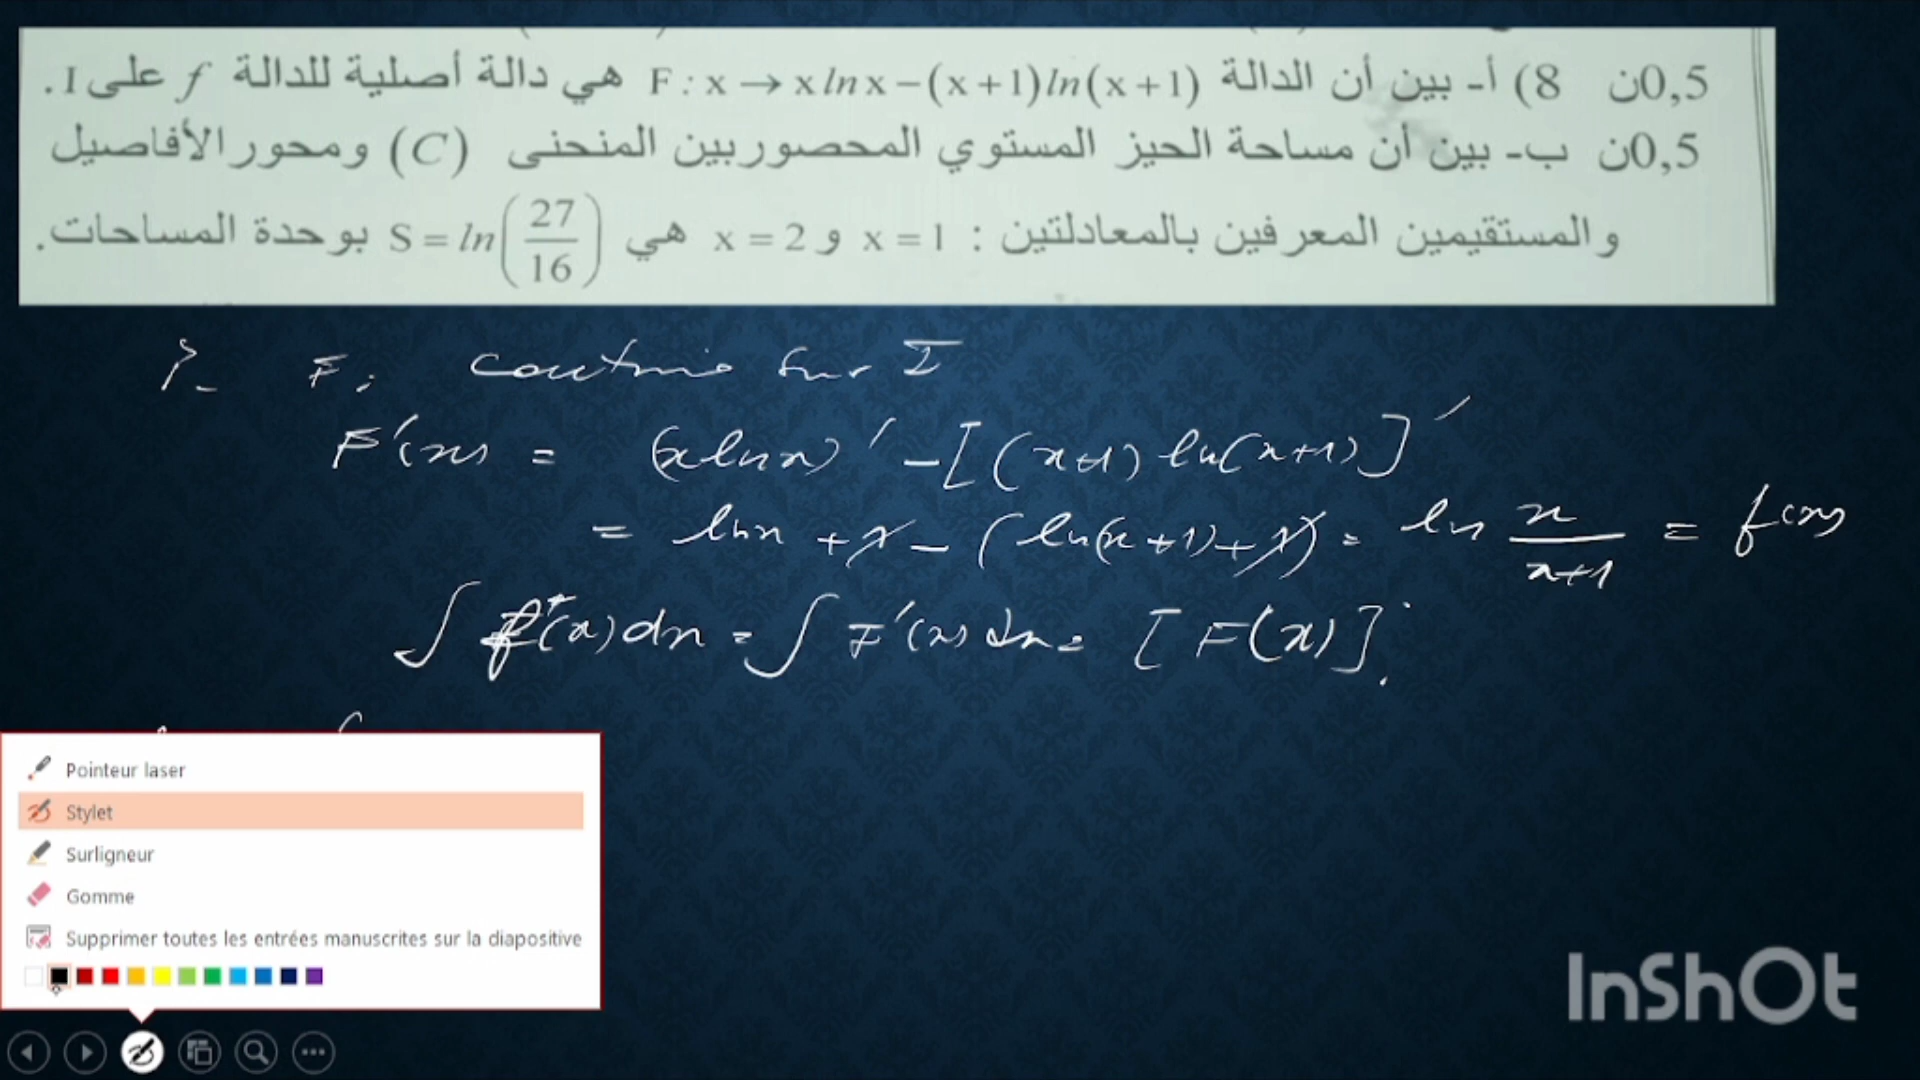 0,5ن 8) أ- بين أن الدالة F : x → x ln x – (x + 1) ln (x + 1) هي دالة أصلية للدالة f على I.
0,5ن ب- بين أن مساحة الحيز المستوي المحصور بين المنحنى (C) ومحور الأفاصيل
والمستقيمين المعرفين بالمعادلتين : x = 1 و x = 2 هي S = ln(27/16) بوحدة المساحات.
F: continue sur I
F'(x) = (x ln x)' – [(x+1) ln(x+1)]'
= ln x + 1 – (ln(x+1) + 1) = ln x/(x+1) = f(x)
∫ f(x) dx = ∫ F'(x) dx = [F(x)]
Pointeur laser
Stylet
Surligneur
Gomme
Supprimer toutes les entrées manuscrites sur la diapositive
InShOt